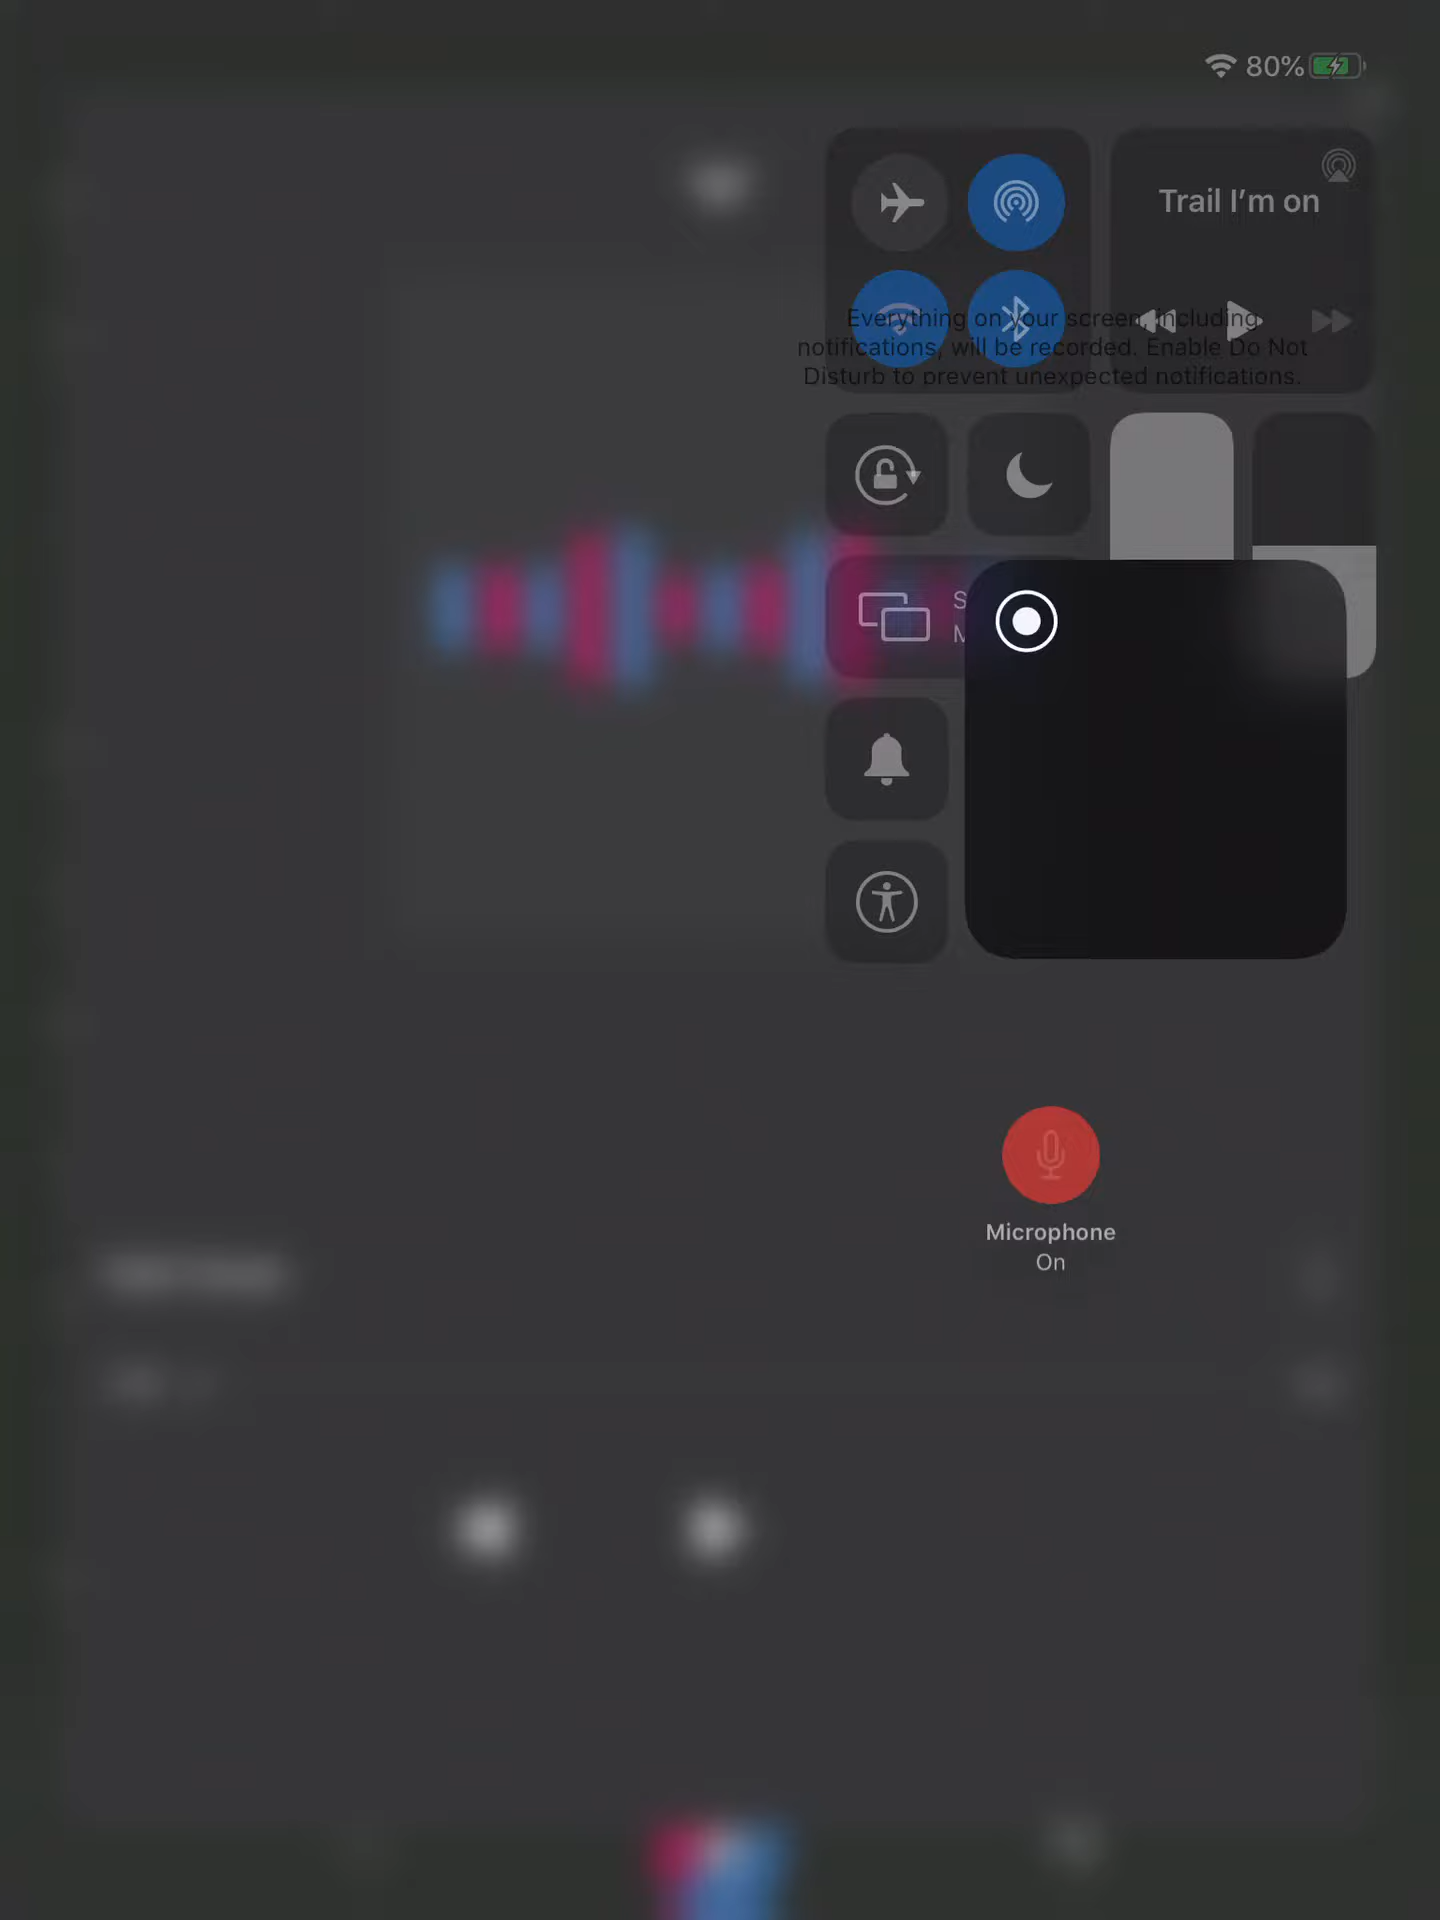 80%
Trail I'm on
Everything on your screen, including
notifications, will be recorded. Enable Do Not
Disturb to prevent unexpected notifications.
S
M
Microphone
On